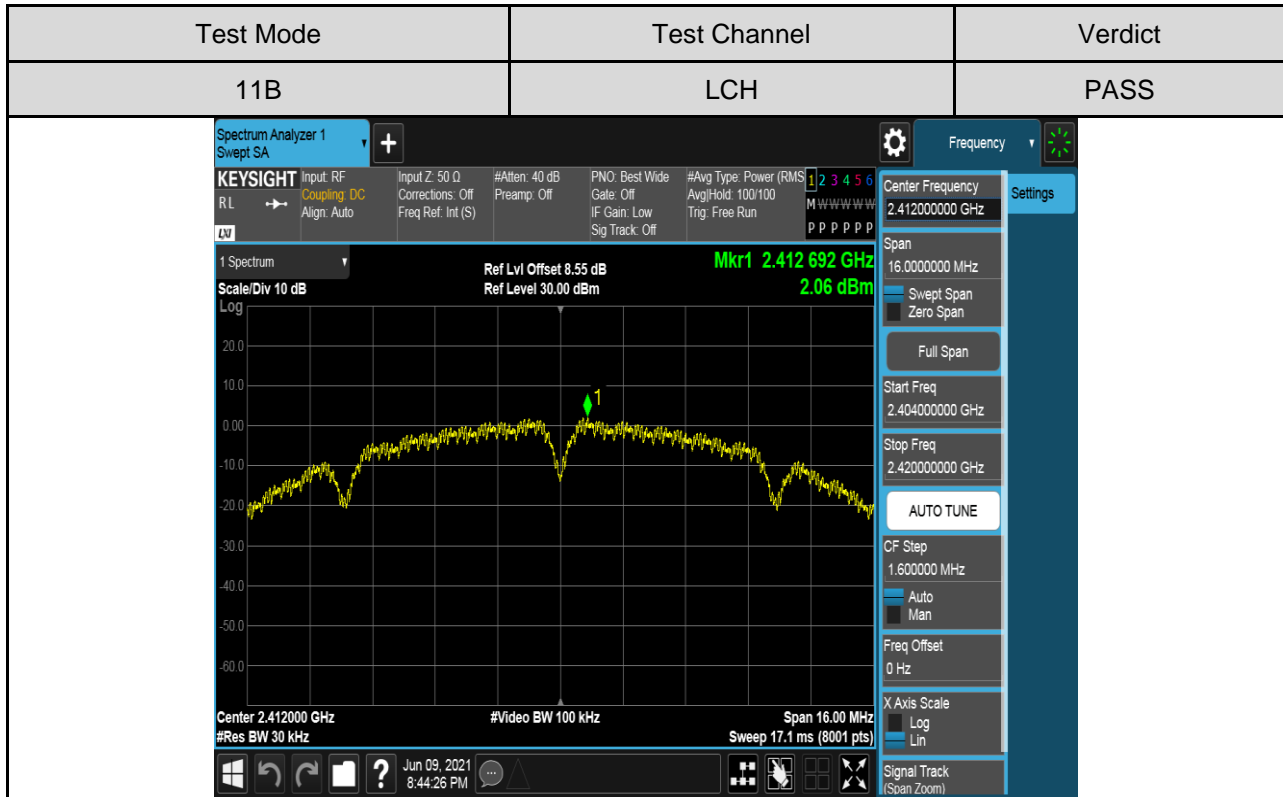 Test Mode Test Channel Verdict
11B LCH PASS
Spectrum Analyzer 1
Swept SA
+
Frequency
KEYSIGHT Input: RF Input Z: 50 Ω #Atten: 40 dB PNO: Best Wide #Avg Type: Power (RMS 1 2 3 4 5 6
RL Coupling: DC Corrections: Off Preamp: Off Gate: Off Avg|Hold: 100/100 M W W W W W
Align: Auto Freq Ref: Int (S) IF Gain: Low Trig: Free Run
LXI Sig Track: Off P P P P P P
1 Spectrum Ref Lvl Offset 8.55 dB Mkr1 2.412 692 GHz
Scale/Div 10 dB Ref Level 30.00 dBm 2.06 dBm
Log
20.0
10.0
1
0.00
-10.0
-20.0
-30.0
-40.0
-50.0
-60.0
Center 2.412000 GHz #Video BW 100 kHz Span 16.00 MHz
#Res BW 30 kHz Sweep 17.1 ms (8001 pts)
Center Frequency
2.412000000 GHz
Settings
Span
16.0000000 MHz
Swept Span
Zero Span
Full Span
Start Freq
2.404000000 GHz
Stop Freq
2.420000000 GHz
AUTO TUNE
CF Step
1.600000 MHz
Auto
Man
Freq Offset
0 Hz
X Axis Scale
Log
Lin
Signal Track
(Span Zoom)
? Jun 09, 2021
8:44:26 PM